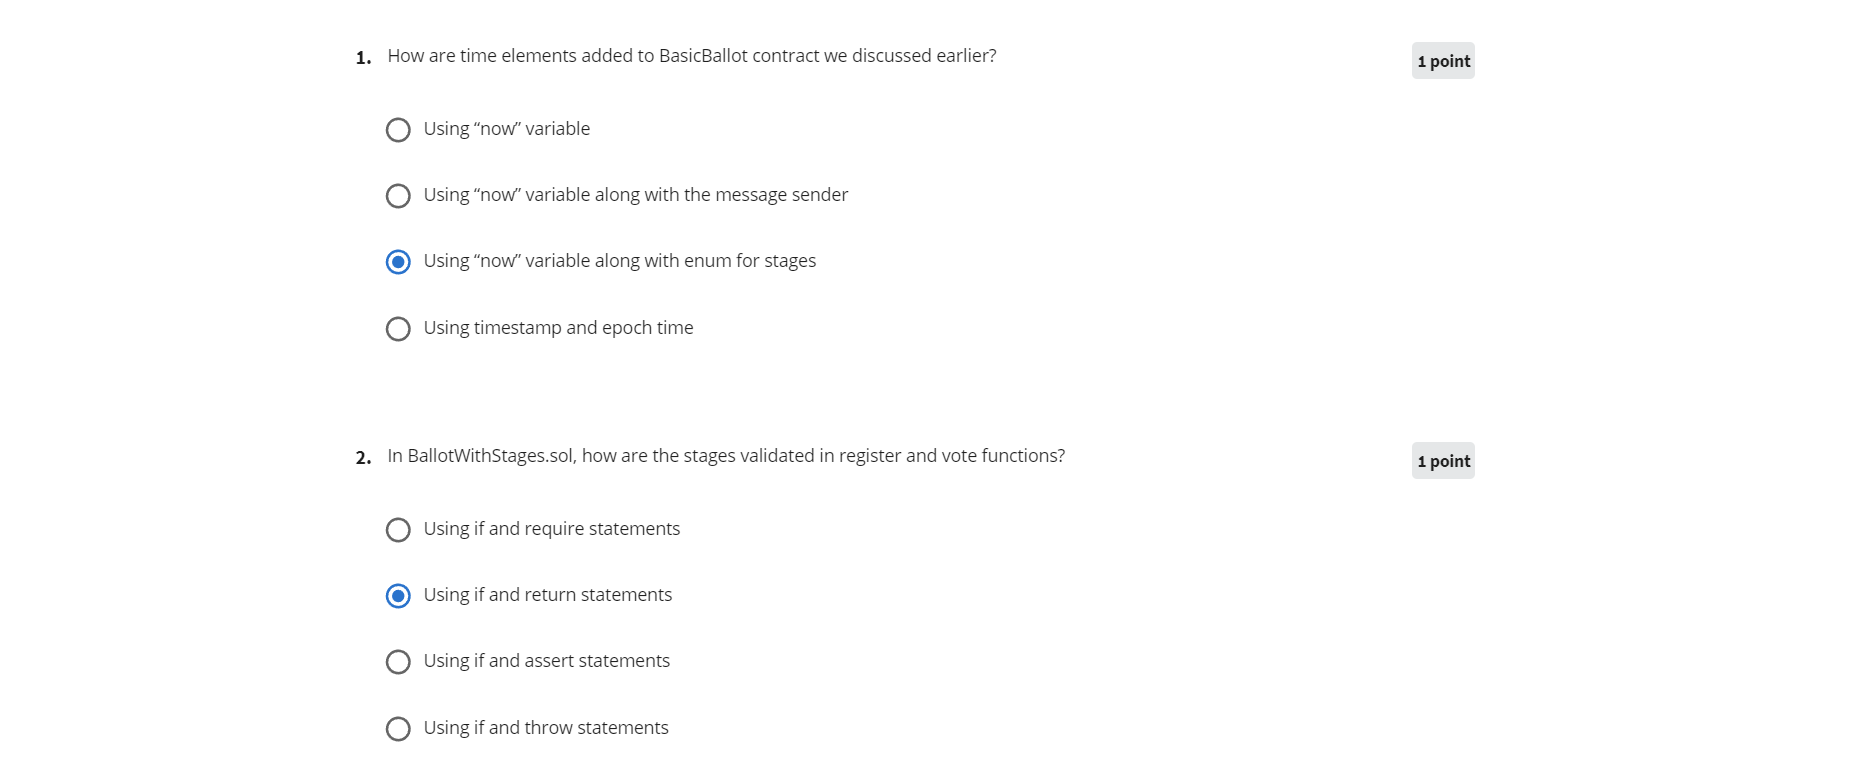 1. How are time elements added to BasicBallot contract we discussed earlier?
1 point
Using “now” variable
Using “now” variable along with the message sender
Using “now” variable along with enum for stages
Using timestamp and epoch time
2. In BallotWithStages.sol, how are the stages validated in register and vote functions?
1 point
Using if and require statements
Using if and return statements
Using if and assert statements
Using if and throw statements